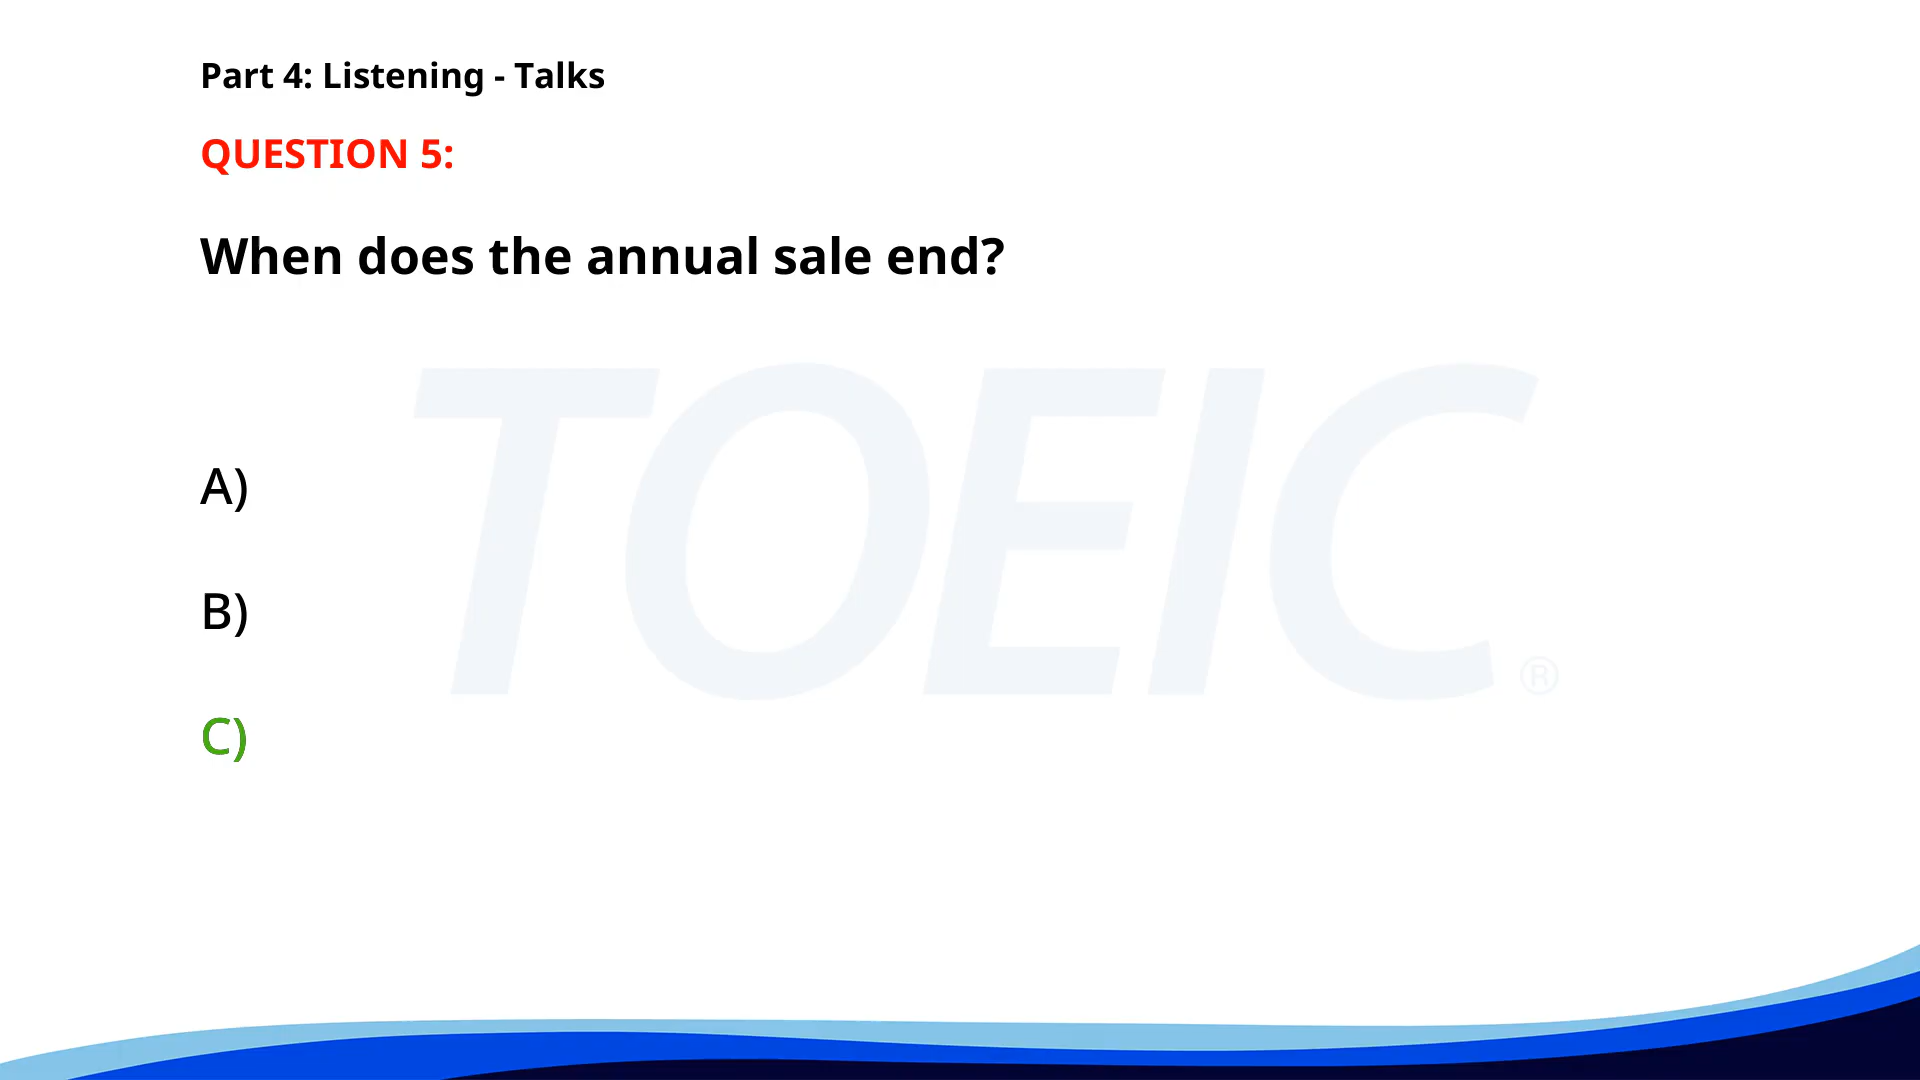 Part 4: Listening - Talks
QUESTION 5:
When does the annual sale end?
TOEIC®
A)
B)
C)